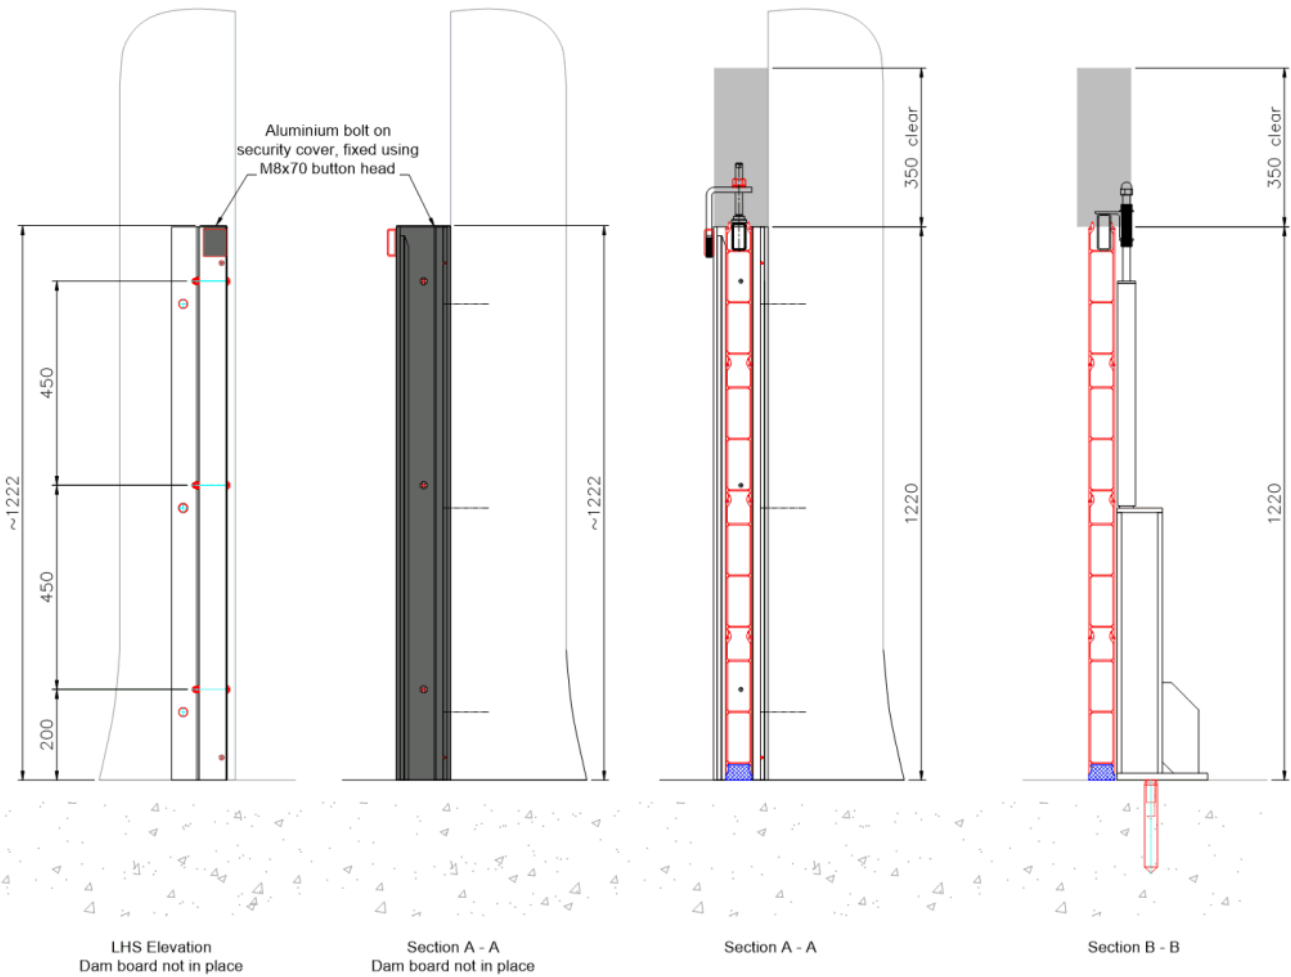 Aluminium bolt on
security cover, fixed using
M8x70 button head
350 clear
350 clear
450
~1222
~1222
1220
1220
450
200
LHS Elevation
Dam board not in place
Section A - A
Dam board not in place
Section A - A
Section B - B